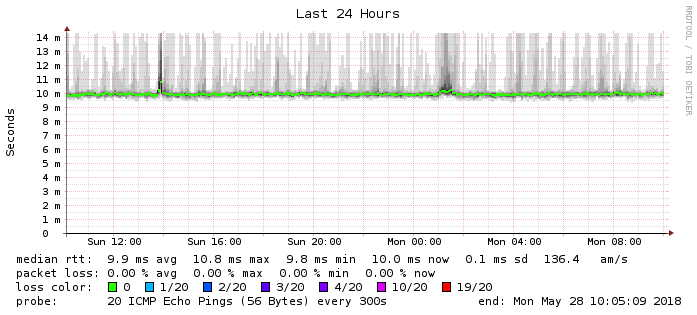 Last 24 Hours
RRDTOOL / TOBI OETIKER
Seconds
14 m
13 m
12 m
11 m
10 m
9 m
8 m
7 m
6 m
5 m
4 m
3 m
2 m
1 m
0
Sun 12:00 Sun 16:00 Sun 20:00 Mon 00:00 Mon 04:00 Mon 08:00
median rtt: 9.9 ms avg 10.8 ms max 9.8 ms min 10.0 ms now 0.1 ms sd 136.4 am/s
packet loss: 0.00 % avg 0.00 % max 0.00 % min 0.00 % now
loss color: 0 1/20 2/20 3/20 4/20 10/20 19/20
probe: 20 ICMP Echo Pings (56 Bytes) every 300s end: Mon May 28 10:05:09 2018